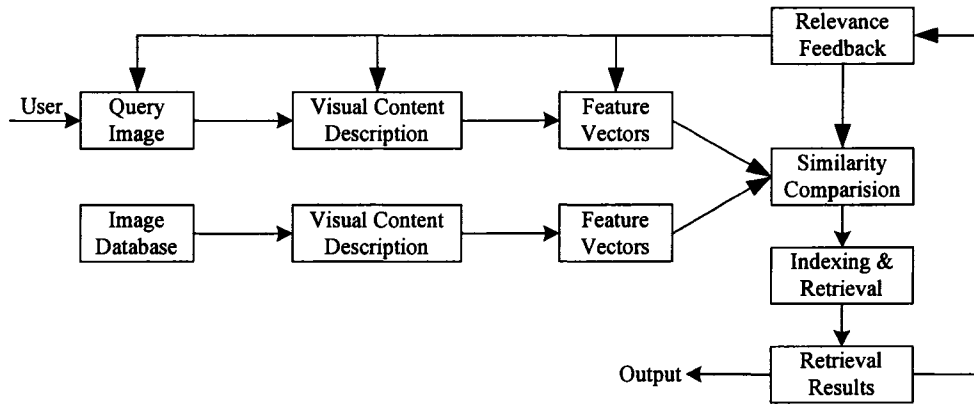 Relevance
Feedback
User
Query
Image
Visual Content
Description
Feature
Vectors
Similarity
Comparision
Image
Database
Visual Content
Description
Feature
Vectors
Indexing &
Retrieval
Output
Retrieval
Results